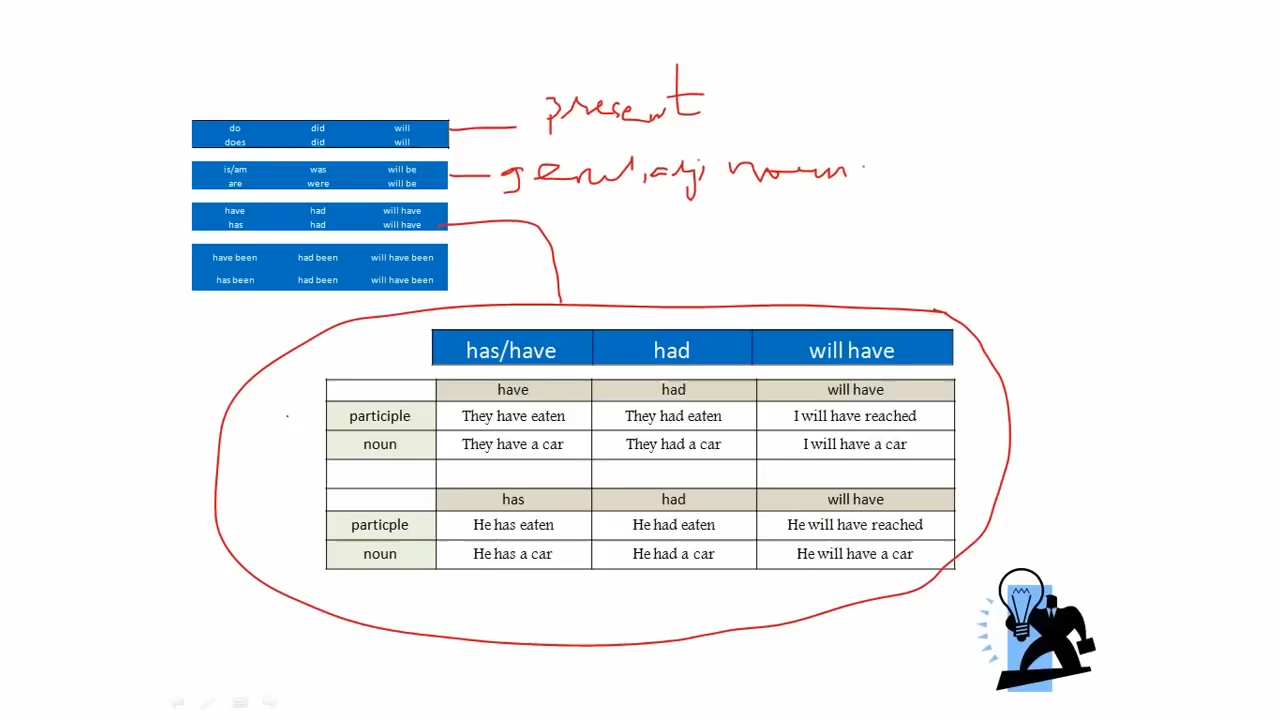 present
do did will
does did will
is/am was will be
are were will be
gerund, adj, noun
have had will have
has had will have
have been had been will have been
has been had been will have been
has/have had will have
have had will have
participle They have eaten They had eaten I will have reached
noun They have a car They had a car I will have a car
has had will have
particple He has eaten He had eaten He will have reached
noun He has a car He had a car He will have a car